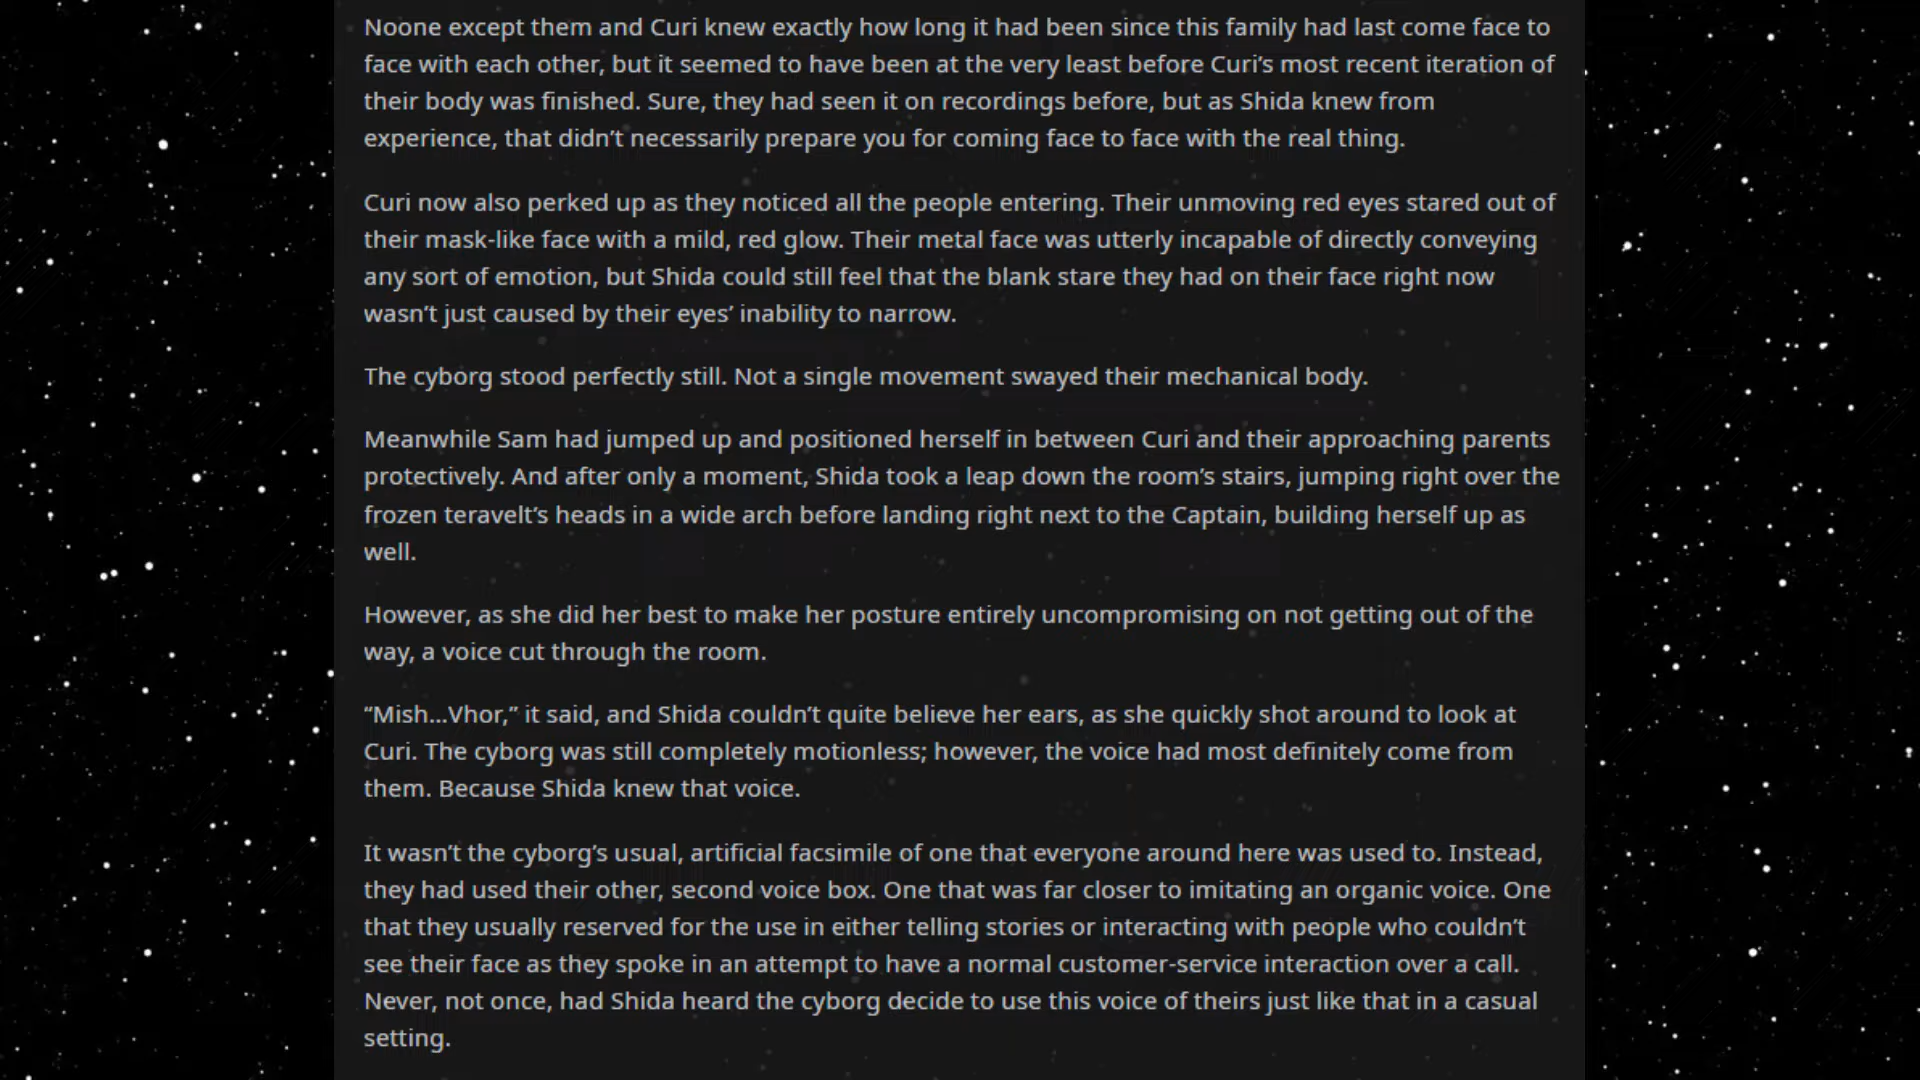 Noone except them and Curi knew exactly how long it had been since this family had last come face to
face with each other, but it seemed to have been at the very least before Curi’s most recent iteration of
their body was finished. Sure, they had seen it on recordings before, but as Shida knew from
experience, that didn’t necessarily prepare you for coming face to face with the real thing.
Curi now also perked up as they noticed all the people entering. Their unmoving red eyes stared out of
their mask-like face with a mild, red glow. Their metal face was utterly incapable of directly conveying
any sort of emotion, but Shida could still feel that the blank stare they had on their face right now
wasn’t just caused by their eyes’ inability to narrow.
The cyborg stood perfectly still. Not a single movement swayed their mechanical body.
Meanwhile Sam had jumped up and positioned herself in between Curi and their approaching parents
protectively. And after only a moment, Shida took a leap down the room’s stairs, jumping right over the
frozen teravelt’s heads in a wide arch before landing right next to the Captain, building herself up as
well.
However, as she did her best to make her posture entirely uncompromising on not getting out of the
way, a voice cut through the room.
“Mish…Vhor,” it said, and Shida couldn’t quite believe her ears, as she quickly shot around to look at
Curi. The cyborg was still completely motionless; however, the voice had most definitely come from
them. Because Shida knew that voice.
It wasn’t the cyborg’s usual, artificial facsimile of one that everyone around here was used to. Instead,
they had used their other, second voice box. One that was far closer to imitating an organic voice. One
that they usually reserved for the use in either telling stories or interacting with people who couldn’t
see their face as they spoke in an attempt to have a normal customer-service interaction over a call.
Never, not once, had Shida heard the cyborg decide to use this voice of theirs just like that in a casual
setting.